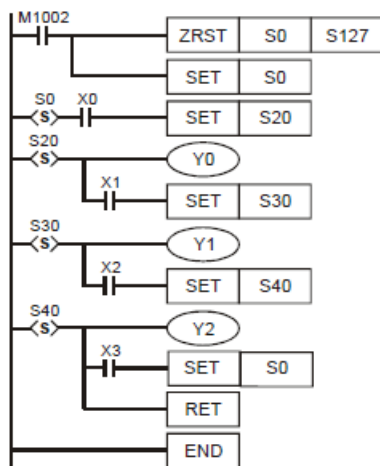 M1002
ZRST S0 S127
SET S0
S0 X0
S SET S20
S20
S Y0
X1
SET S30
S30
S Y1
X2
SET S40
S40
S Y2
X3
SET S0
RET
END